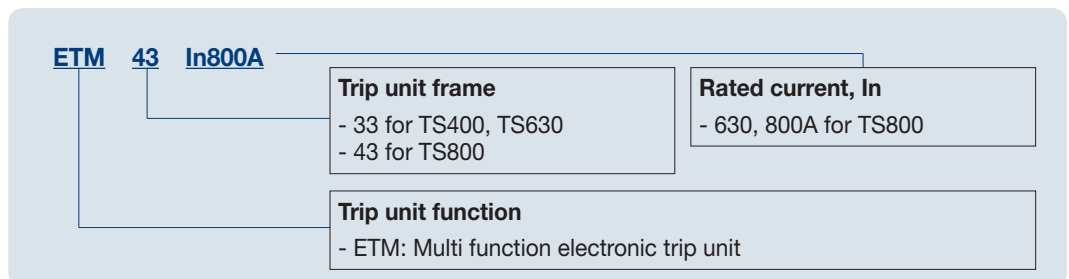 ETM 43 In800A
Trip unit frame
- 33 for TS400, TS630
- 43 for TS800
Rated current, In
- 630, 800A for TS800
Trip unit function
- ETM: Multi function electronic trip unit